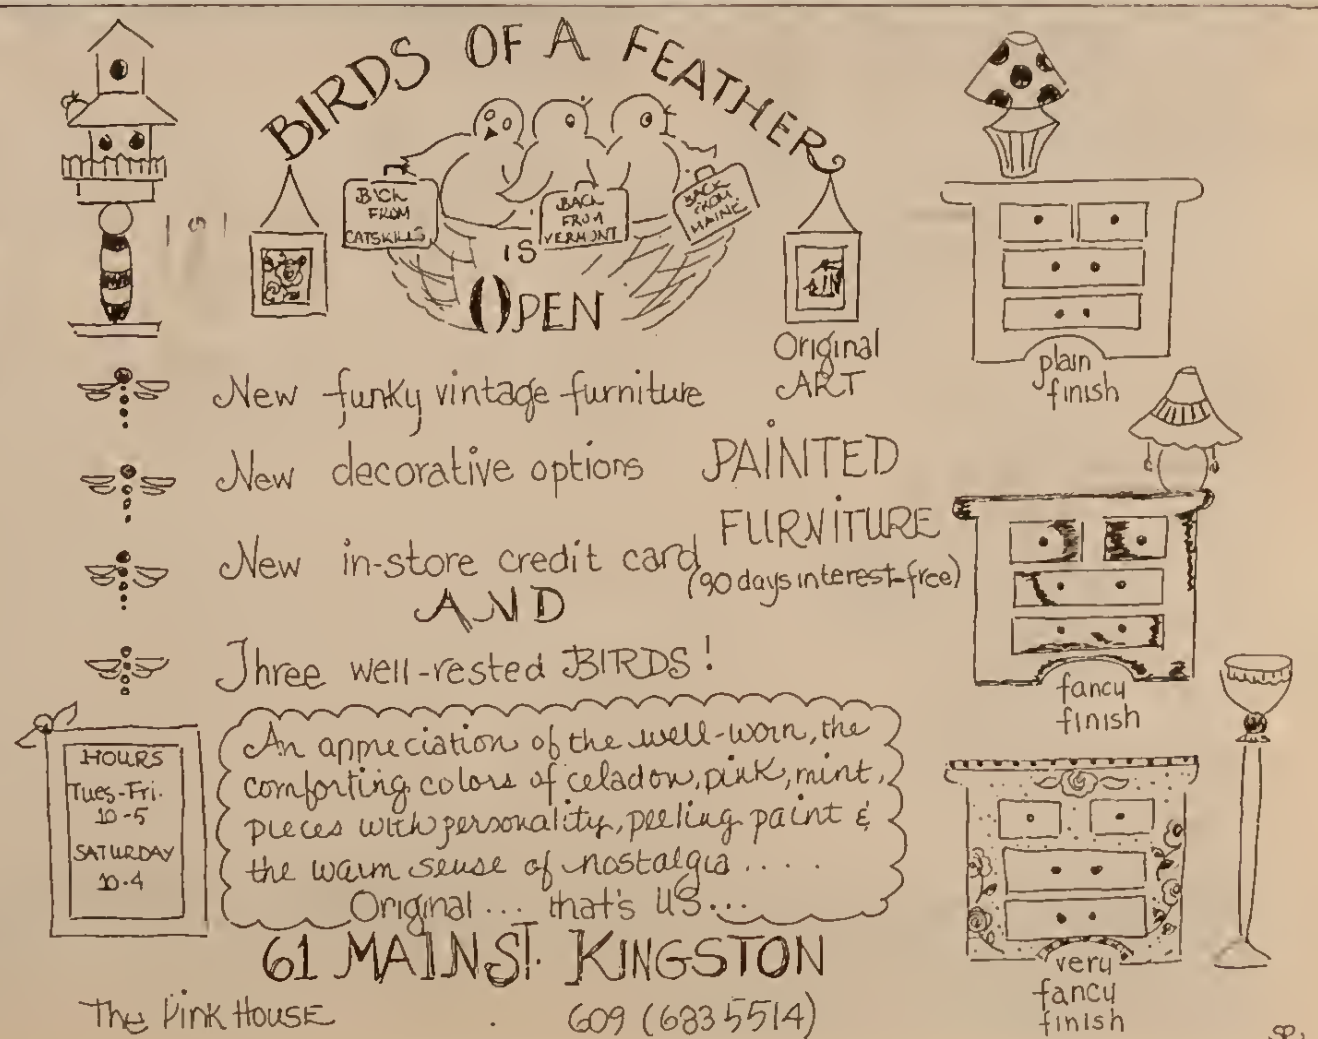 BIRDS OF A FEATHER
BACK
FROM
CATSKILLS
BACK
FROM
VERMONT
BACK
FROM
MAINE
IS
OPEN
Original
ART
New funky vintage furniture
New decorative options
PAINTED
FURNITURE
New in-store credit card
(90 days interest-free)
AND
Three well-rested BIRDS!
HOURS
Tues-Fri.
10-5
SATURDAY
10-4
An appreciation of the well-worn, the
comforting colors of celadon, pink, mint,
pieces with personality, peeling paint &
the warm sense of nostalgia.....
Original... that's US...
61 MAIN ST. KINGSTON
The Pink HOUSE
609 (683 5514)
plain
finish
fancy
finish
very
fancy
finish